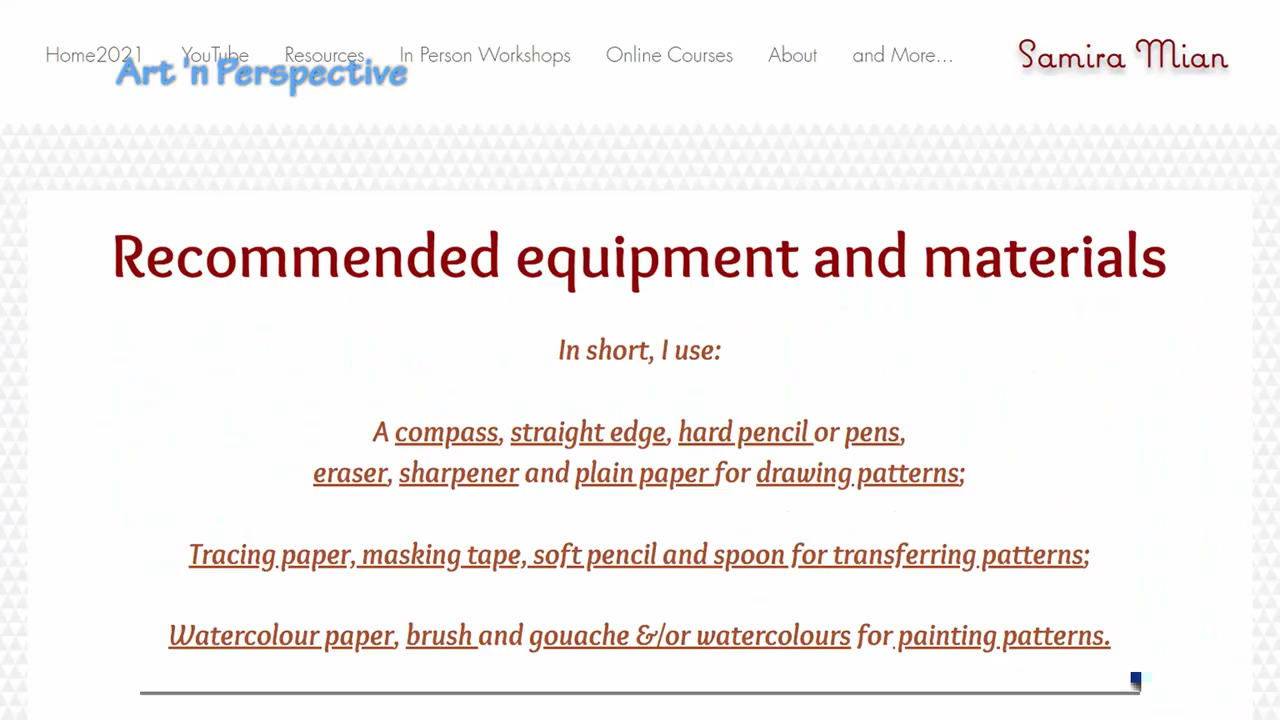 Home2021 YouTube Resources In Person Workshops Online Courses About and More...
Samira Mian
Art 'n Perspective
Recommended equipment and materials
In short, I use:
A compass, straight edge, hard pencil or pens,
eraser, sharpener and plain paper for drawing patterns;
Tracing paper, masking tape, soft pencil and spoon for transferring patterns;
Watercolour paper, brush and gouache &/or watercolours for painting patterns.